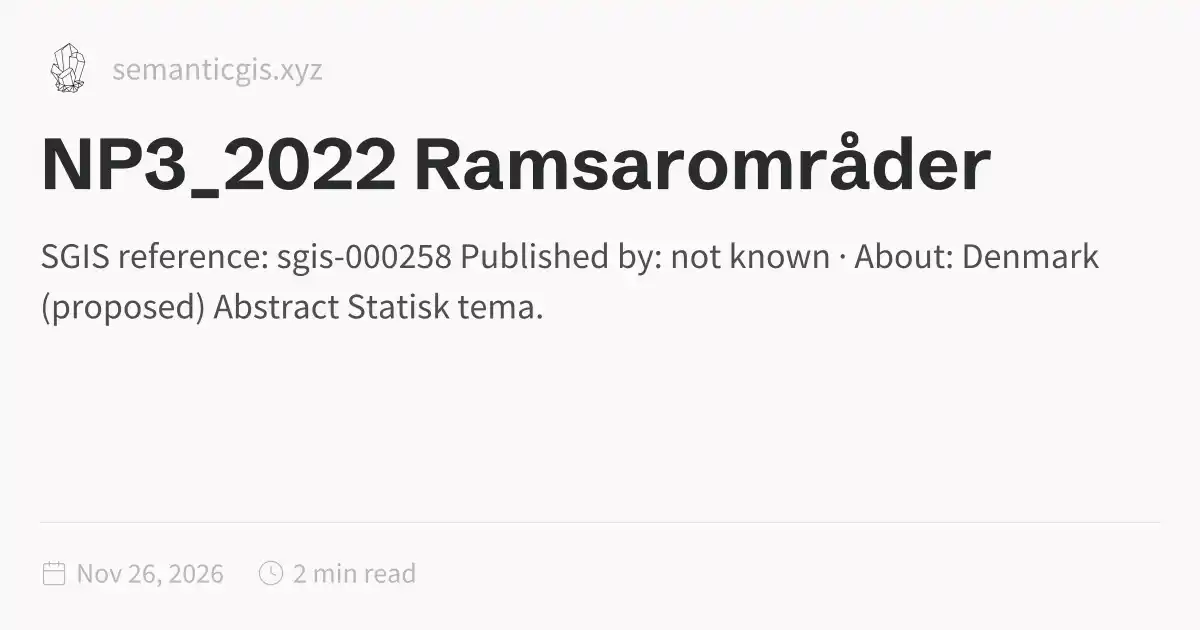 semanticgis.xyz
NP3_2022 Ramsarområder
SGIS reference: sgis-000258 Published by: not known · About: Denmark
(proposed) Abstract Statisk tema.
Nov 26, 2026 2 min read